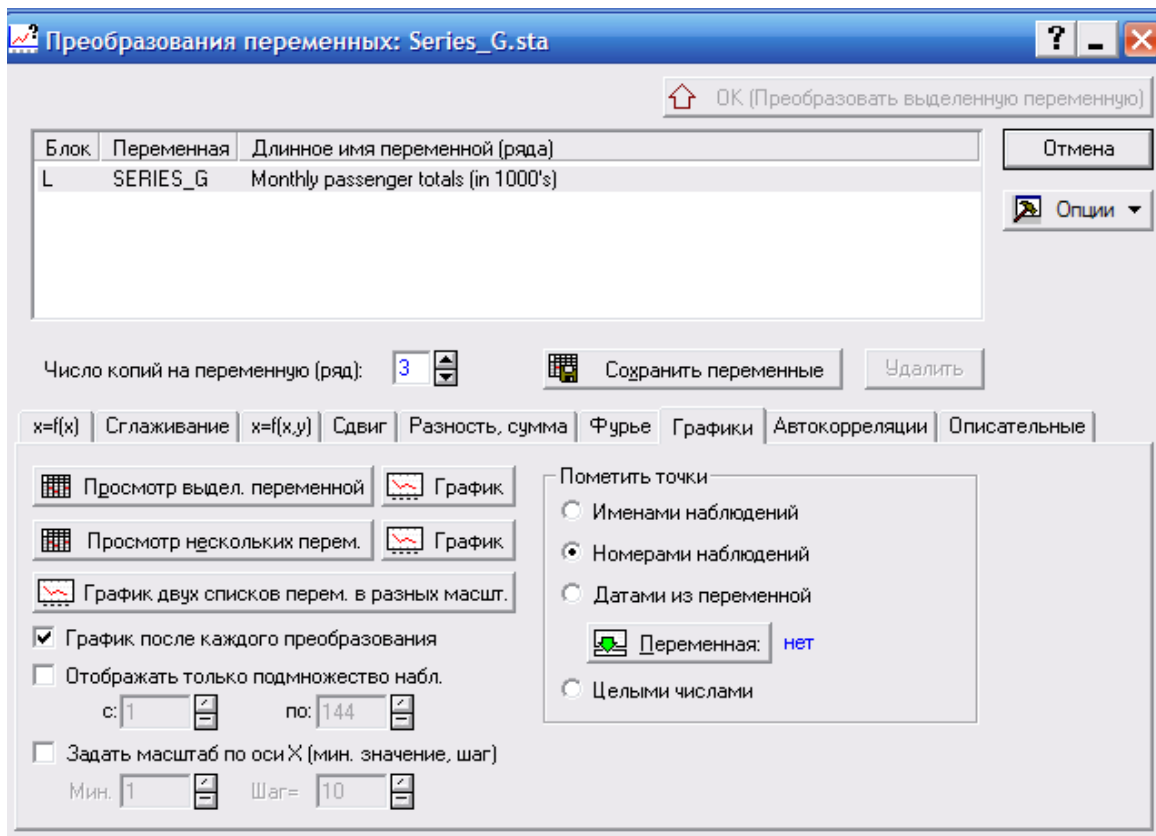 Преобразования переменных: Series_G.sta
OK (Преобразовать выделенную переменную)
Блок Переменная Длинное имя переменной (ряда)
L SERIES_G Monthly passenger totals (in 1000's)
Отмена
Опции
Число копий на переменную (ряд): 3 Сохранить переменные Удалить
x=f(x) Сглаживание x=f(x,y) Сдвиг Разность, сумма Фурье Графики Автокорреляции Описательные
Просмотр выдел. переменной График
Просмотр нескольких перем. График
График двух списков перем. в разных масшт.
График после каждого преобразования
Отображать только подмножество набл.
с: 1 по: 144
Задать масштаб по оси X (мин. значение, шаг)
Мин. 1 Шаг= 10
Пометить точки
Именами наблюдений
Номерами наблюдений
Датами из переменной
Переменная: нет
Целыми числами